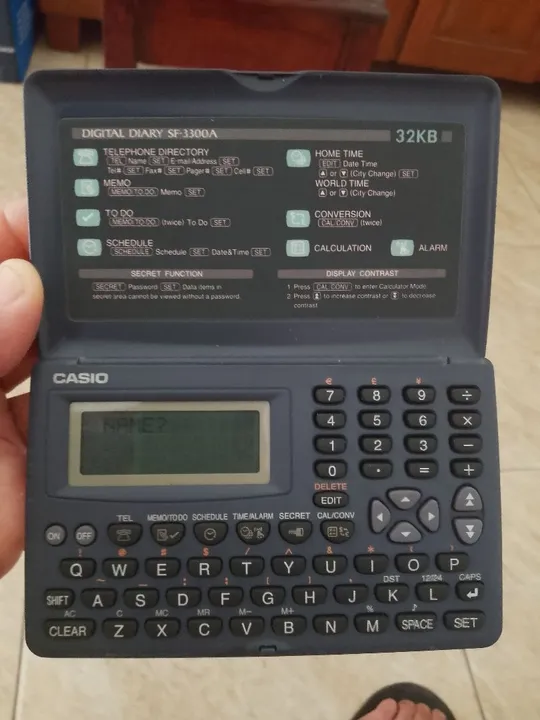 DIGITAL DIARY SF-3300A 32KB
TELEPHONE DIRECTORY
TEL Name SET E-mail/Address SET
Tel# SET Fax# SET Pager# SET Cell# SET
MEMO
MEMO/TO DO Memo SET
TO DO
MEMO/TO DO (twice) To Do SET
SCHEDULE
SCHEDULE Schedule SET Date&Time SET
HOME TIME
EDIT Date Time
▲ or ▼ (City Change) SET
WORLD TIME
▲ or ▼ (City Change)
CONVERSION
CAL/CONV (twice)
CALCULATION ALARM
SECRET FUNCTION
SECRET Password SET Data items in
secret area cannot be viewed without a password.
DISPLAY CONTRAST
1. Press CAL/CONV to enter Calculator Mode
2. Press to increase contrast or to decrease
contrast
CASIO
NAME?
€ £ ¥
7 8 9 ÷
4 5 6 ×
1 2 3 −
0 . = +
DELETE
EDIT
TEL MEMO/TO DO SCHEDULE TIME/ALARM SECRET CAL/CONV
ON OFF
! @ # $ / ^ & * ( )
Q W E R T Y U I O P
DST 12/24 CAPS
SHIFT A S D F G H J K L
AC C MC MR M− M+ % ♪
CLEAR Z X C V B N M SPACE SET